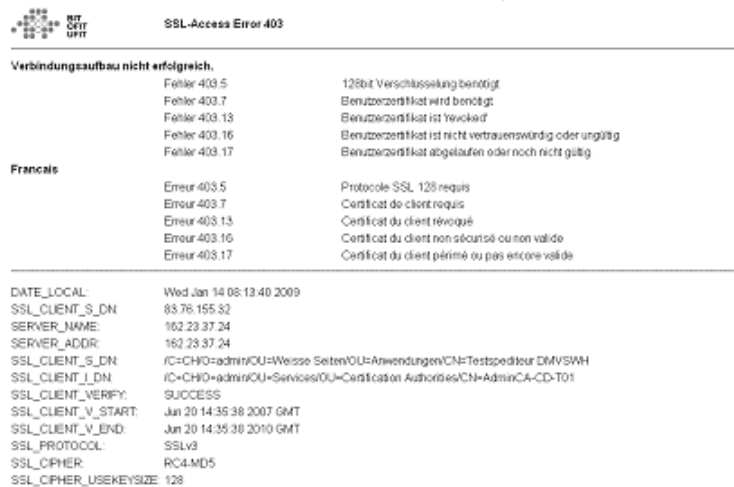 BIT
OFIT
UFIT
SSL-Access Error 403
Verbindungsaufbau nicht erfolgreich.
Fehler 403.5 128bit Verschlusselung benötigt
Fehler 403.7 Benutzerzertifikat wird benötigt
Fehler 403.13 Benutzerzertifikat ist 'revoked'
Fehler 403.16 Benutzerzertifikat ist nicht vertrauenswürdig oder ungültig
Fehler 403.17 Benutzerzertifikat abgelaufen oder noch nicht gültig
Francais
Erreur 403.5 Protocole SSL 128 requis
Erreur 403.7 Certificat de client requis
Erreur 403.13 Certificat du client révoqué
Erreur 403.16 Certificat du client non sécurisé ou non valide
Erreur 403.17 Certificat du client périmé ou pas encore valide
DATE_LOCAL: Wed Jan 14 08:13:40 2009
SSL_CLIENT_S_DN: 83.76.155.32
SERVER_NAME: 162.23.37.24
SERVER_ADDR: 162.23.37.24
SSL_CLIENT_S_DN: /C=CH/O=admin/OU=Weisse Seiten/OU=Anwendungen/CN=Testspediteur DMVSWH
SSL_CLIENT_I_DN: /C=CH/O=admin/OU=Services/OU=Certification Authorities/CN=AdminCA-CD-T01
SSL_CLIENT_VERIFY: SUCCESS
SSL_CLIENT_V_START: Jun 20 14:35:38 2007 GMT
SSL_CLIENT_V_END: Jun 20 14:35:38 2010 GMT
SSL_PROTOCOL: SSLv3
SSL_CIPHER: RC4-MD5
SSL_CIPHER_USEKEYSIZE: 128